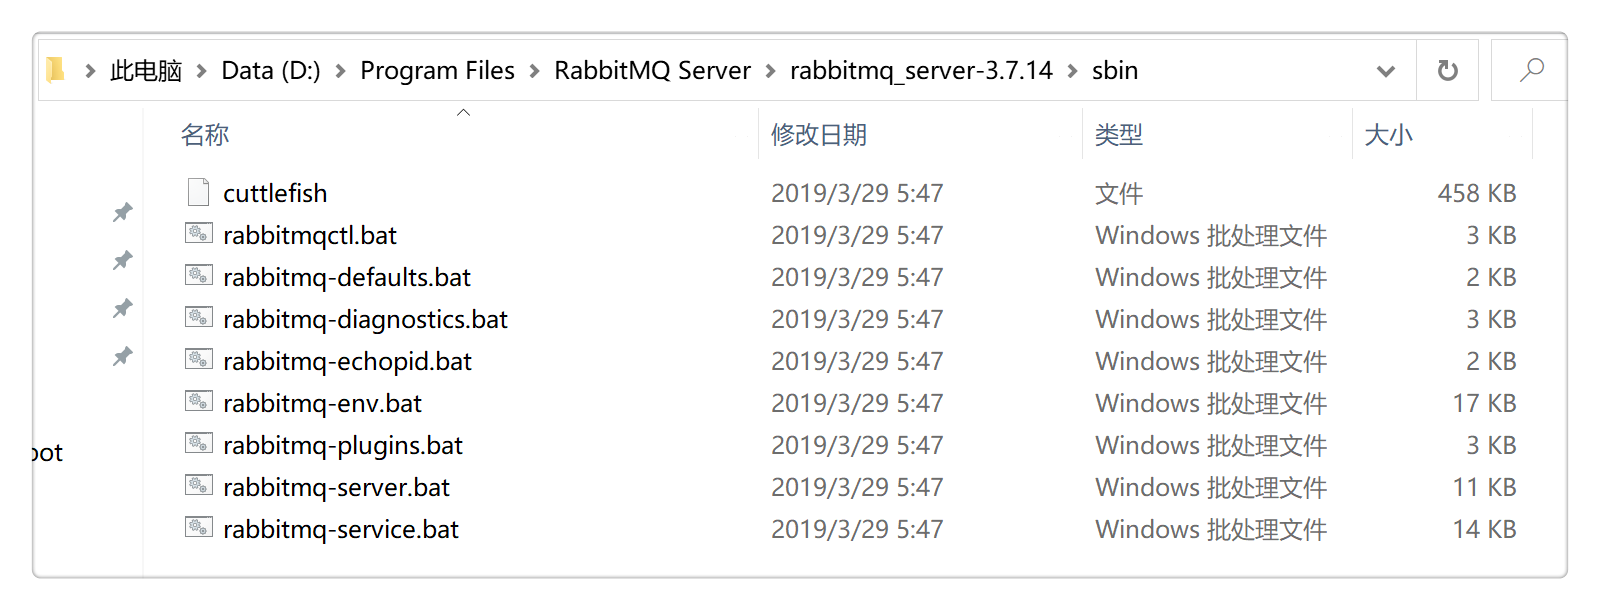 此电脑 > Data (D:) > Program Files > RabbitMQ Server > rabbitmq_server-3.7.14 > sbin
名称 修改日期 类型 大小
cuttlefish 2019/3/29 5:47 文件 458 KB
rabbitmqctl.bat 2019/3/29 5:47 Windows 批处理文件 3 KB
rabbitmq-defaults.bat 2019/3/29 5:47 Windows 批处理文件 2 KB
rabbitmq-diagnostics.bat 2019/3/29 5:47 Windows 批处理文件 3 KB
rabbitmq-echopid.bat 2019/3/29 5:47 Windows 批处理文件 2 KB
rabbitmq-env.bat 2019/3/29 5:47 Windows 批处理文件 17 KB
rabbitmq-plugins.bat 2019/3/29 5:47 Windows 批处理文件 3 KB
rabbitmq-server.bat 2019/3/29 5:47 Windows 批处理文件 11 KB
rabbitmq-service.bat 2019/3/29 5:47 Windows 批处理文件 14 KB